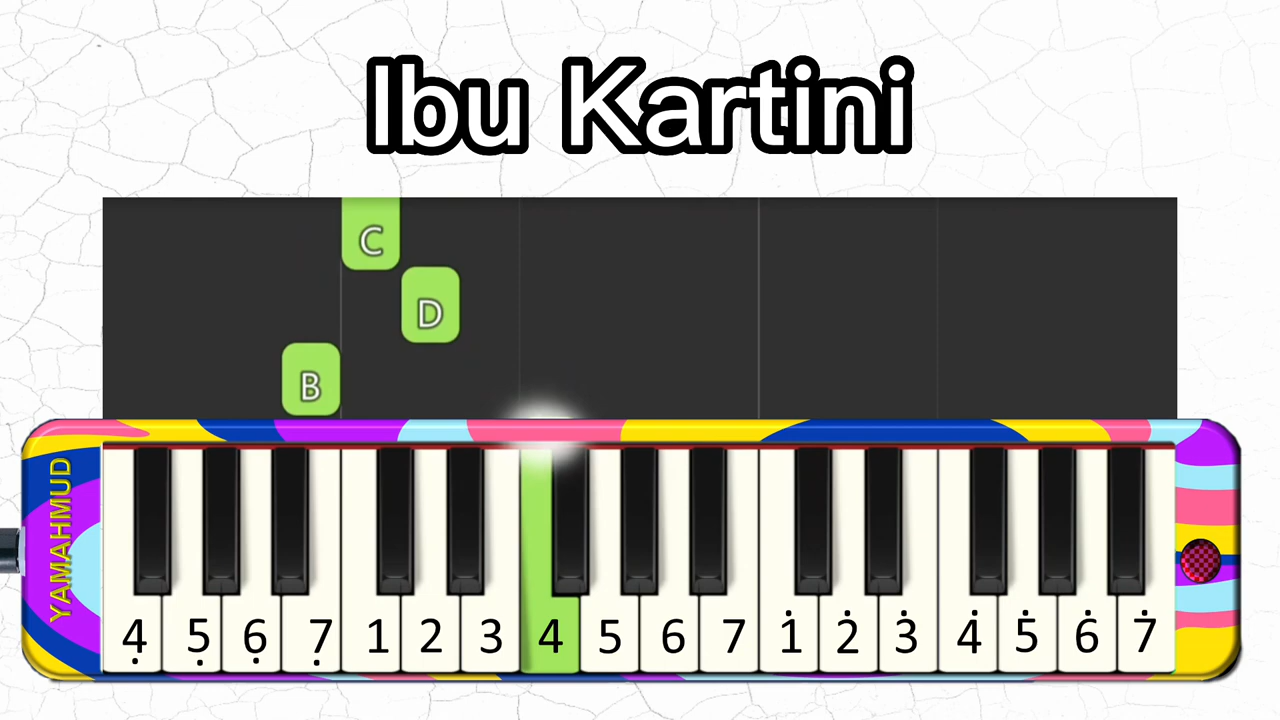 Ibu Kartini
C
D
B
YAMAHMUD
4̣ 5̣ 6̣ 7̣ 1 2 3 4 5 6 7 1̇ 2̇ 3̇ 4̇ 5̇ 6̇ 7̇